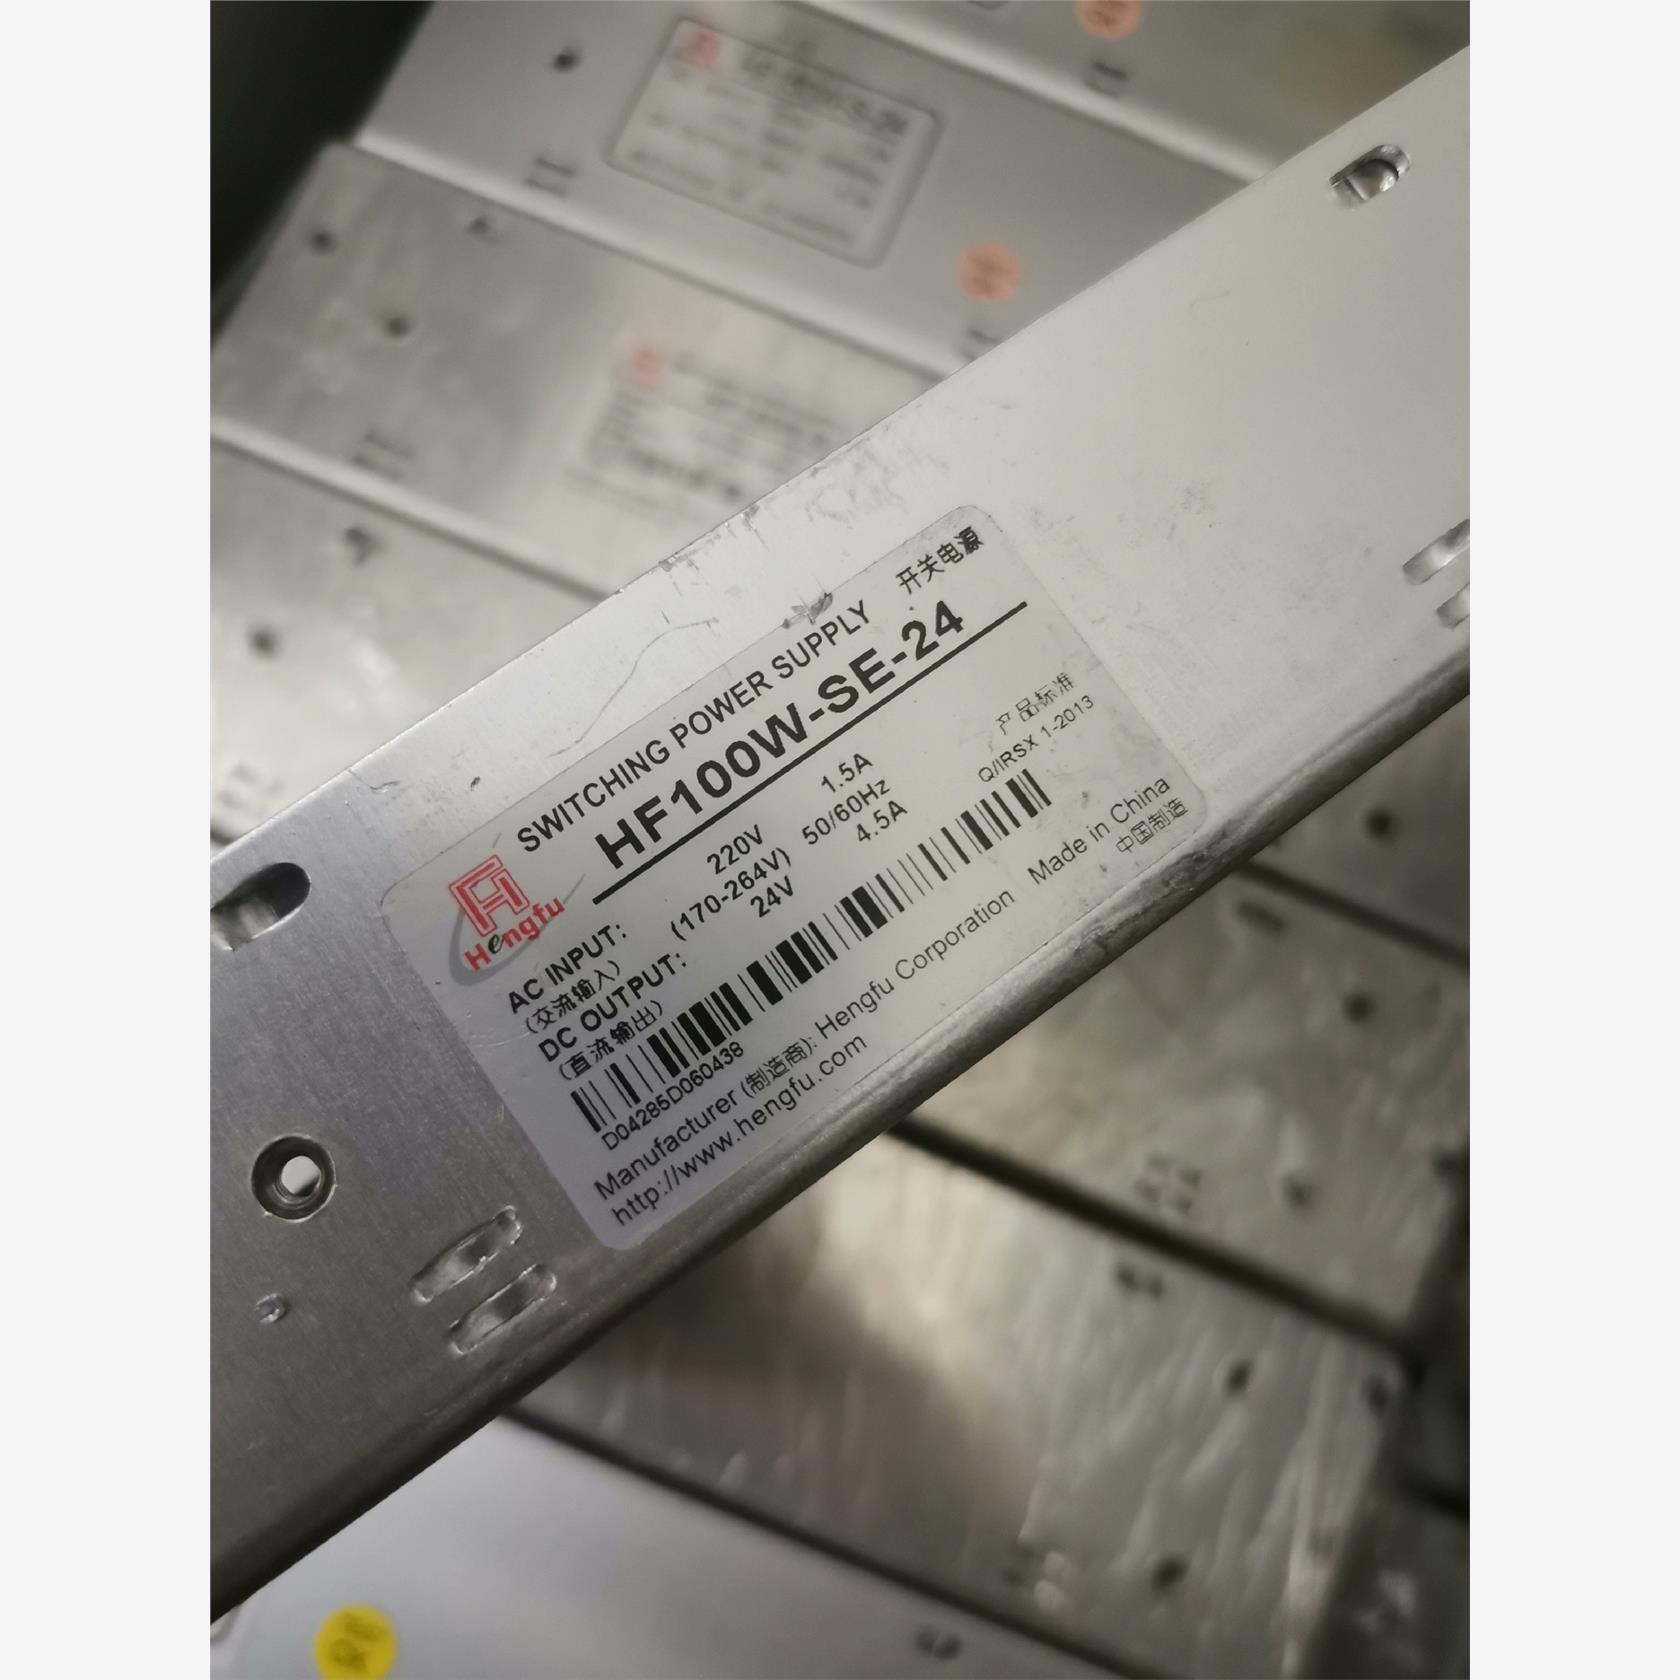 SWITCHING POWER SUPPLY 开关电源
Hengfu
HF100W-SE-24
AC INPUT: 220V 1.5A
(交流输入) (170-264V) 50/60Hz
DC OUTPUT: 24V 4.5A
(直流输出)
产品标准
Q/IRSX 1-2013
D04285D060438
Manufacturer (制造商): Hengfu Corporation Made in China
http://www.hengfu.com 中国制造